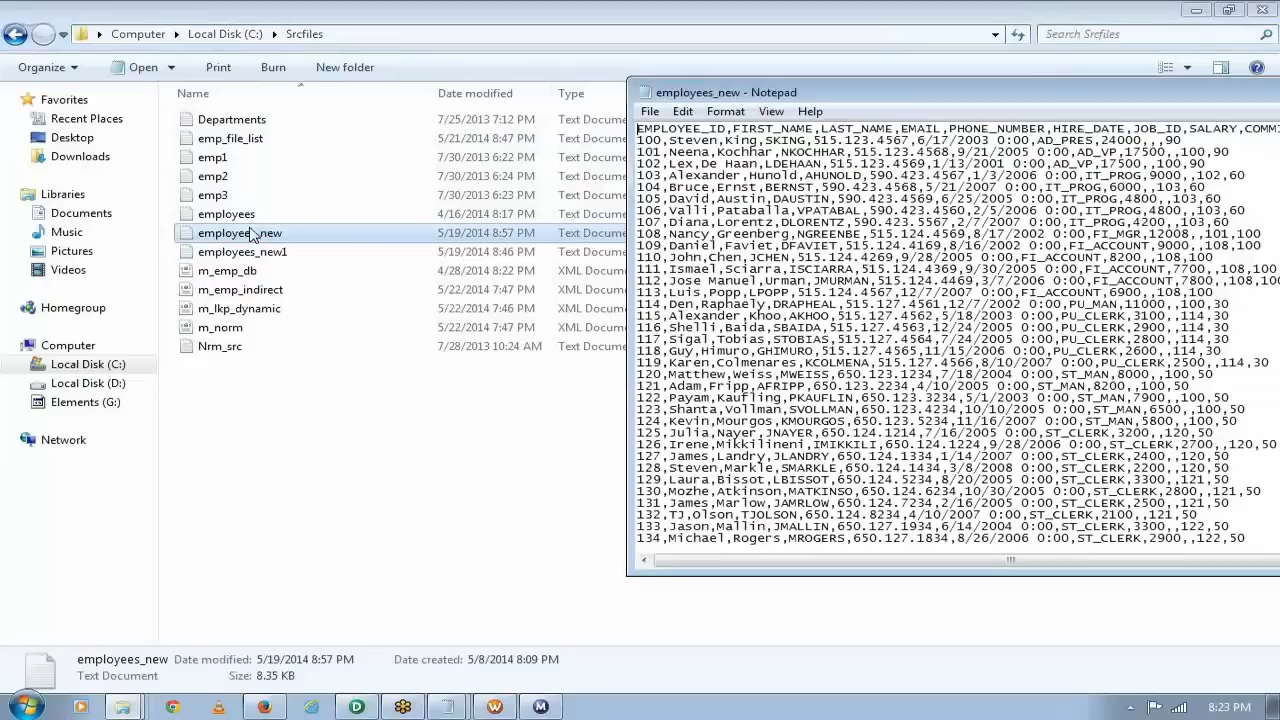 Computer Local Disk (C:) Srcfiles Search Srcfiles
Organize Open Print Burn New folder
Favorites
Recent Places
Desktop
Downloads
Libraries
Documents
Music
Pictures
Videos
Homegroup
Computer
Local Disk (C:)
Local Disk (D:)
Elements (G:)
Network
Name Date modified Type
Departments 7/25/2013 7:12 PM Text Docume
emp_file_list 5/21/2014 8:47 PM Text Docume
emp1 7/30/2013 6:22 PM Text Docume
emp2 7/30/2013 6:24 PM Text Docume
emp3 7/30/2013 6:23 PM Text Docume
employees 4/16/2014 8:17 PM Text Docume
employees_new 5/19/2014 8:57 PM Text Docume
employees_new1 5/19/2014 8:46 PM Text Docume
m_emp_db 4/28/2014 8:22 PM XML Docume
m_emp_indirect 5/22/2014 7:47 PM XML Docume
m_lkp_dynamic 5/22/2014 7:46 PM XML Docume
m_norm 5/22/2014 7:47 PM XML Docume
Nrm_src 7/28/2013 10:24 AM Text Docume
employees_new - Notepad
File Edit Format View Help
EMPLOYEE_ID,FIRST_NAME,LAST_NAME,EMAIL,PHONE_NUMBER,HIRE_DATE,JOB_ID,SALARY,COMMI
100,Steven,King,SKING,515.123.4567,6/17/2003 0:00,AD_PRES,24000,,,90
101,Neena,Kochhar,NKOCHHAR,515.123.4568,9/21/2005 0:00,AD_VP,17500,,100,90
102,Lex,De Haan,LDEHAAN,515.123.4569,1/13/2001 0:00,AD_VP,17000,,100,90
103,Alexander,Hunold,AHUNOLD,590.423.4567,1/3/2006 0:00,IT_PROG,9000,,102,60
104,Bruce,Ernst,BERNST,590.423.4568,5/21/2007 0:00,IT_PROG,6000,,103,60
105,David,Austin,DAUSTIN,590.423.4569,6/25/2005 0:00,IT_PROG,4800,,103,60
106,Valli,Pataballa,VPATABAL,590.423.4560,2/5/2006 0:00,IT_PROG,4800,,103,60
107,Diana,Lorentz,DLORENTZ,590.423.5567,2/7/2007 0:00,IT_PROG,4200,,103,60
108,Nancy,Greenberg,NGREENBE,515.124.4569,8/17/2002 0:00,FI_MGR,12008,,101,100
109,Daniel,Faviet,DFAVIET,515.124.4169,8/16/2002 0:00,FI_ACCOUNT,9000,,108,100
110,John,Chen,JCHEN,515.124.4269,9/28/2005 0:00,FI_ACCOUNT,8200,,108,100
111,Ismael,Sciarra,ISCIARRA,515.124.4369,9/30/2005 0:00,FI_ACCOUNT,7700,,108,100
112,Jose Manuel,Urman,JMURMAN,515.124.4469,3/7/2006 0:00,FI_ACCOUNT,7800,,108,100
113,Luis,Popp,LPOPP,515.124.4567,12/7/2007 0:00,FI_ACCOUNT,6900,,108,100
114,Den,Raphaely,DRAPHEAL,515.127.4561,12/7/2002 0:00,PU_MAN,11000,,100,30
115,Alexander,Khoo,AKHOO,515.127.4562,5/18/2003 0:00,PU_CLERK,3100,,114,30
116,Shelli,Baida,SBAIDA,515.127.4563,12/24/2005 0:00,PU_CLERK,2900,,114,30
117,Sigal,Tobias,STOBIAS,515.127.4564,7/24/2005 0:00,PU_CLERK,2800,,114,30
118,Guy,Himuro,GHIMURO,515.127.4565,11/15/2006 0:00,PU_CLERK,2600,,114,30
119,Karen,Colmenares,KCOLMENA,515.127.4566,8/10/2007 0:00,PU_CLERK,2500,,114,30
120,Matthew,Weiss,MWEISS,650.123.1234,7/18/2004 0:00,ST_MAN,8000,,100,50
121,Adam,Fripp,AFRIPP,650.123.2234,4/10/2005 0:00,ST_MAN,8200,,100,50
122,Payam,Kaufling,PKAUFLIN,650.123.3234,5/1/2003 0:00,ST_MAN,7900,,100,50
123,Shanta,Vollman,SVOLLMAN,650.123.4234,10/10/2005 0:00,ST_MAN,6500,,100,50
124,Kevin,Mourgos,KMOURGOS,650.123.5234,11/16/2007 0:00,ST_MAN,5800,,100,50
125,Julia,Nayer,JNAYER,650.124.1214,7/16/2005 0:00,ST_CLERK,3200,,120,50
126,Irene,Mikkilineni,IMIKKILI,650.124.1224,9/28/2006 0:00,ST_CLERK,2700,,120,50
127,James,Landry,JLANDRY,650.124.1334,1/14/2007 0:00,ST_CLERK,2400,,120,50
128,Steven,Markle,SMARKLE,650.124.1434,3/8/2008 0:00,ST_CLERK,2200,,120,50
129,Laura,Bissot,LBISSOT,650.124.5234,8/20/2005 0:00,ST_CLERK,3300,,121,50
130,Mozhe,Atkinson,MATKINSO,650.124.6234,10/30/2005 0:00,ST_CLERK,2800,,121,50
131,James,Marlow,JAMRLOW,650.124.7234,2/16/2005 0:00,ST_CLERK,2500,,121,50
132,TJ,Olson,TJOLSON,650.124.8234,4/10/2007 0:00,ST_CLERK,2100,,121,50
133,Jason,Mallin,JMALLIN,650.127.1934,6/14/2004 0:00,ST_CLERK,3300,,122,50
134,Michael,Rogers,MROGERS,650.127.1834,8/26/2006 0:00,ST_CLERK,2900,,122,50
employees_new Date modified: 5/19/2014 8:57 PM Date created: 5/8/2014 8:09 PM
Text Document Size: 8.35 KB
8:23 PM